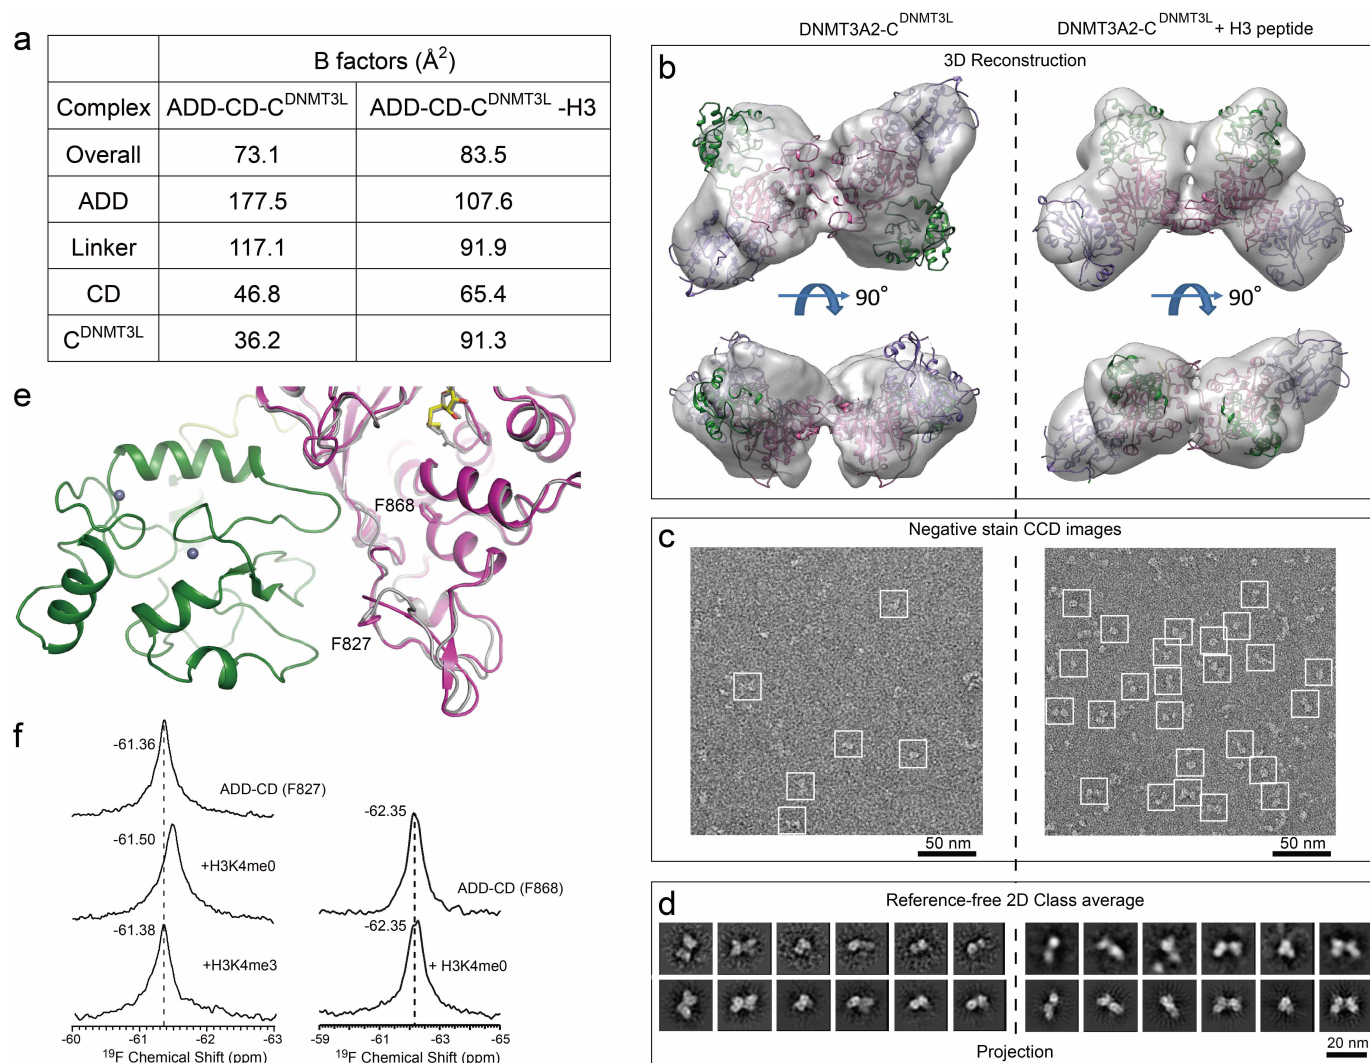 a
B factors (Å2)
Complex ADD-CD-CDNMT3L ADD-CD-CDNMT3L -H3
Overall 73.1 83.5
ADD 177.5 107.6
Linker 117.1 91.9
CD 46.8 65.4
CDNMT3L 36.2 91.3
DNMT3A2-CDNMT3L DNMT3A2-CDNMT3L + H3 peptide
b
3D Reconstruction
90° 90°
c
Negative stain CCD images
50 nm 50 nm
d
Reference-free 2D Class average
Projection
20 nm
e
F868
F827
f
-61.36
ADD-CD (F827)
-61.50
+H3K4me0
-61.38
+H3K4me3
-60 -61 -62 -63
19F Chemical Shift (ppm)
-62.35
ADD-CD (F868)
-62.35
+ H3K4me0
-59 -61 -63 -65
19F Chemical Shift (ppm)